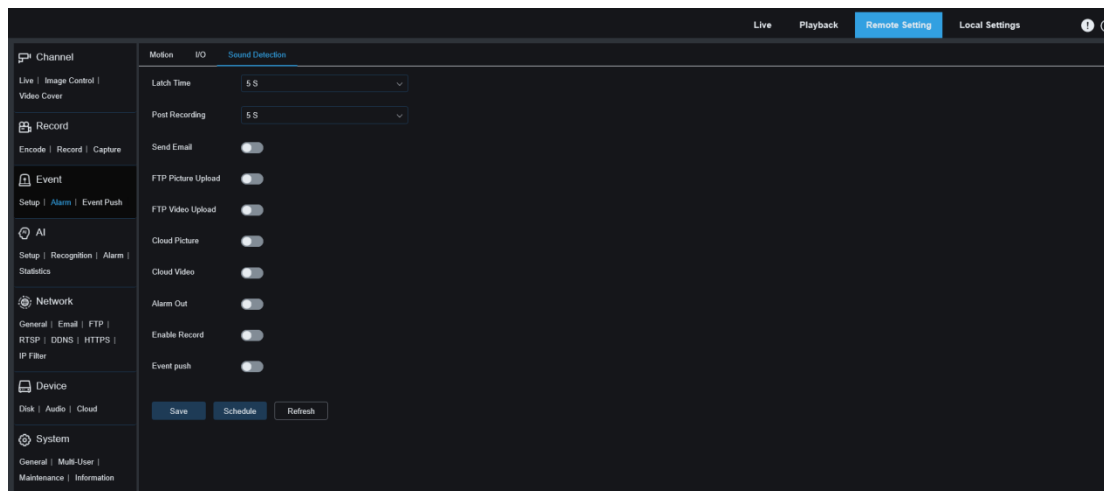 Live Playback Remote Setting Local Settings
Channel
Live | Image Control |
Video Cover
Record
Encode | Record | Capture
Event
Setup | Alarm | Event Push
AI
Setup | Recognition | Alarm |
Statistics
Network
General | Email | FTP |
RTSP | DDNS | HTTPS |
IP Filter
Device
Disk | Audio | Cloud
System
General | Multi-User |
Maintenance | Information
Motion I/O Sound Detection
Latch Time 5 S
Post Recording 5 S
Send Email
FTP Picture Upload
FTP Video Upload
Cloud Picture
Cloud Video
Alarm Out
Enable Record
Event push
Save Schedule Refresh